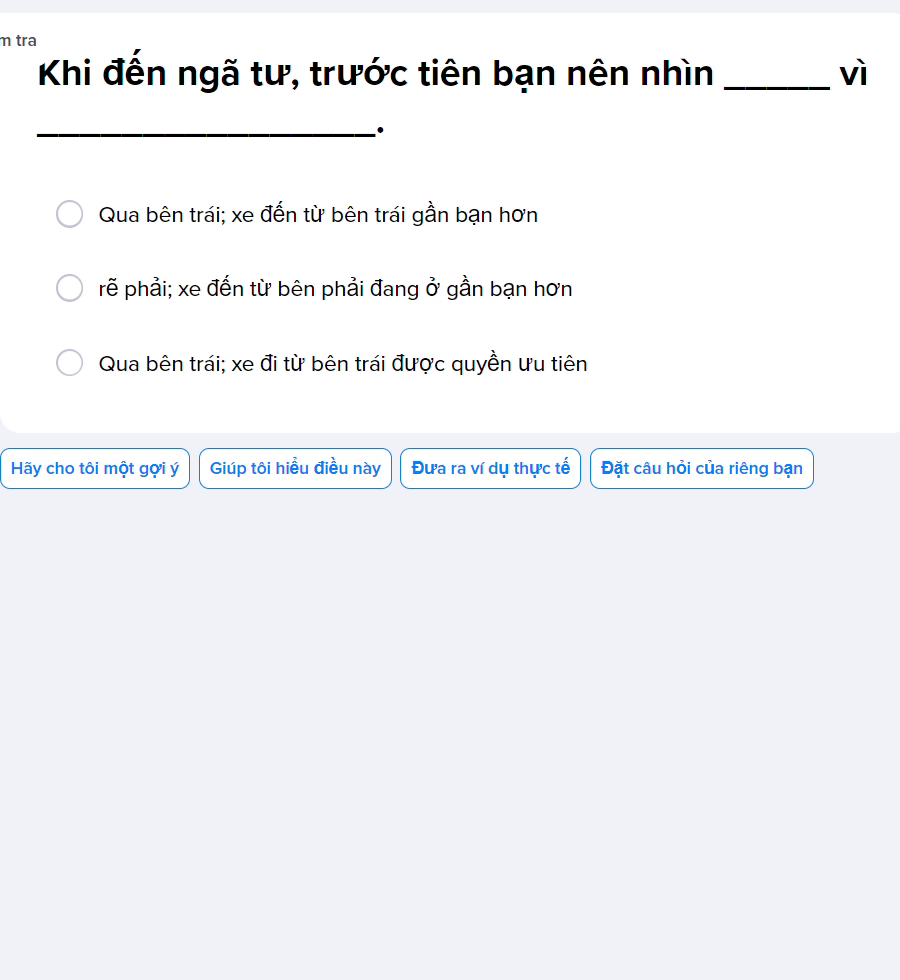 m tra
Khi đến ngã tư, trước tiên bạn nên nhìn _____ vì
________________.
Qua bên trái; xe đến từ bên trái gần bạn hơn
rẽ phải; xe đến từ bên phải đang ở gần bạn hơn
Qua bên trái; xe đi từ bên trái được quyền ưu tiên
Hãy cho tôi một gợi ý Giúp tôi hiểu điều này Đưa ra ví dụ thực tế Đặt câu hỏi của riêng bạn